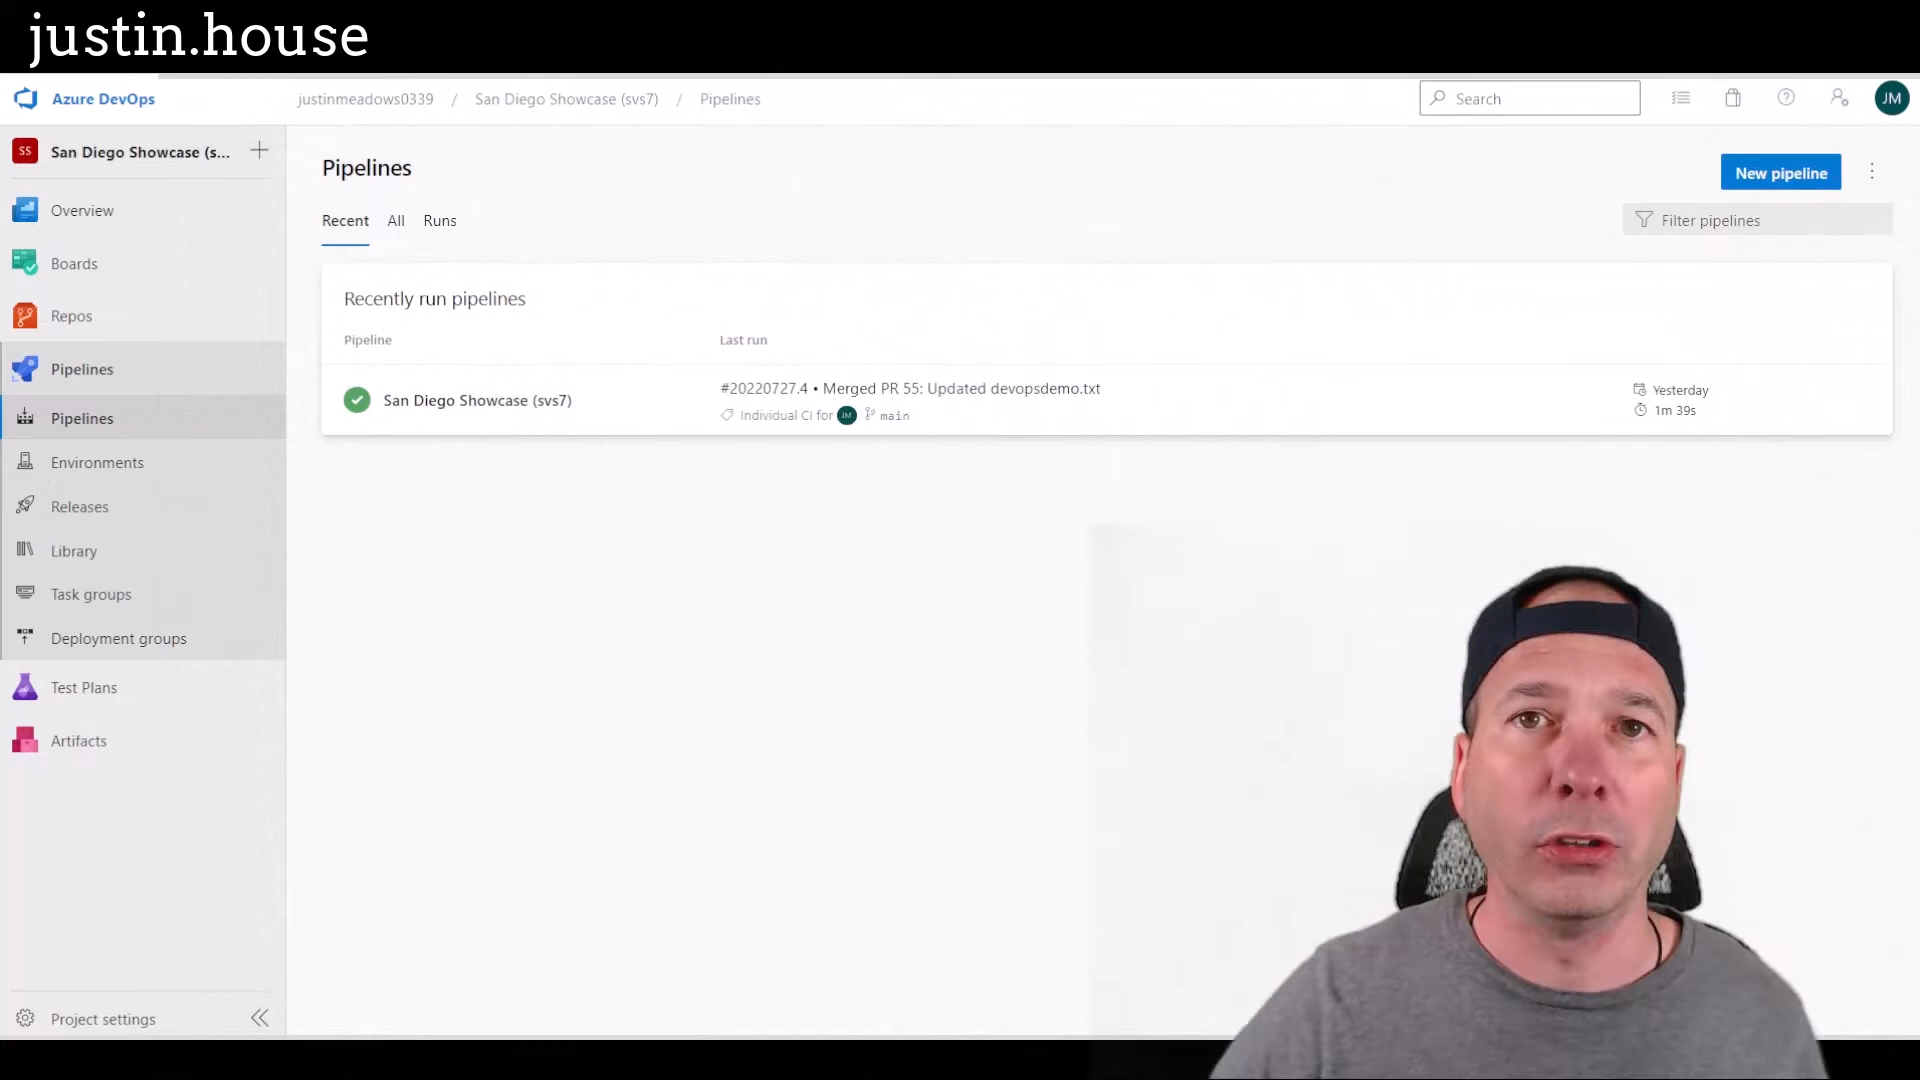 justin.house
Azure DevOps
justinmeadows0339 / San Diego Showcase (svs7) / Pipelines
Search
JM
SS San Diego Showcase (s...
Overview
Boards
Repos
Pipelines
Pipelines
Environments
Releases
Library
Task groups
Deployment groups
Test Plans
Artifacts
Project settings
Pipelines
New pipeline
Recent All Runs
Filter pipelines
Recently run pipelines
Pipeline Last run
San Diego Showcase (svs7)
#20220727.4 • Merged PR 55: Updated devopsdemo.txt
Individual CI for JM main
Yesterday
1m 39s